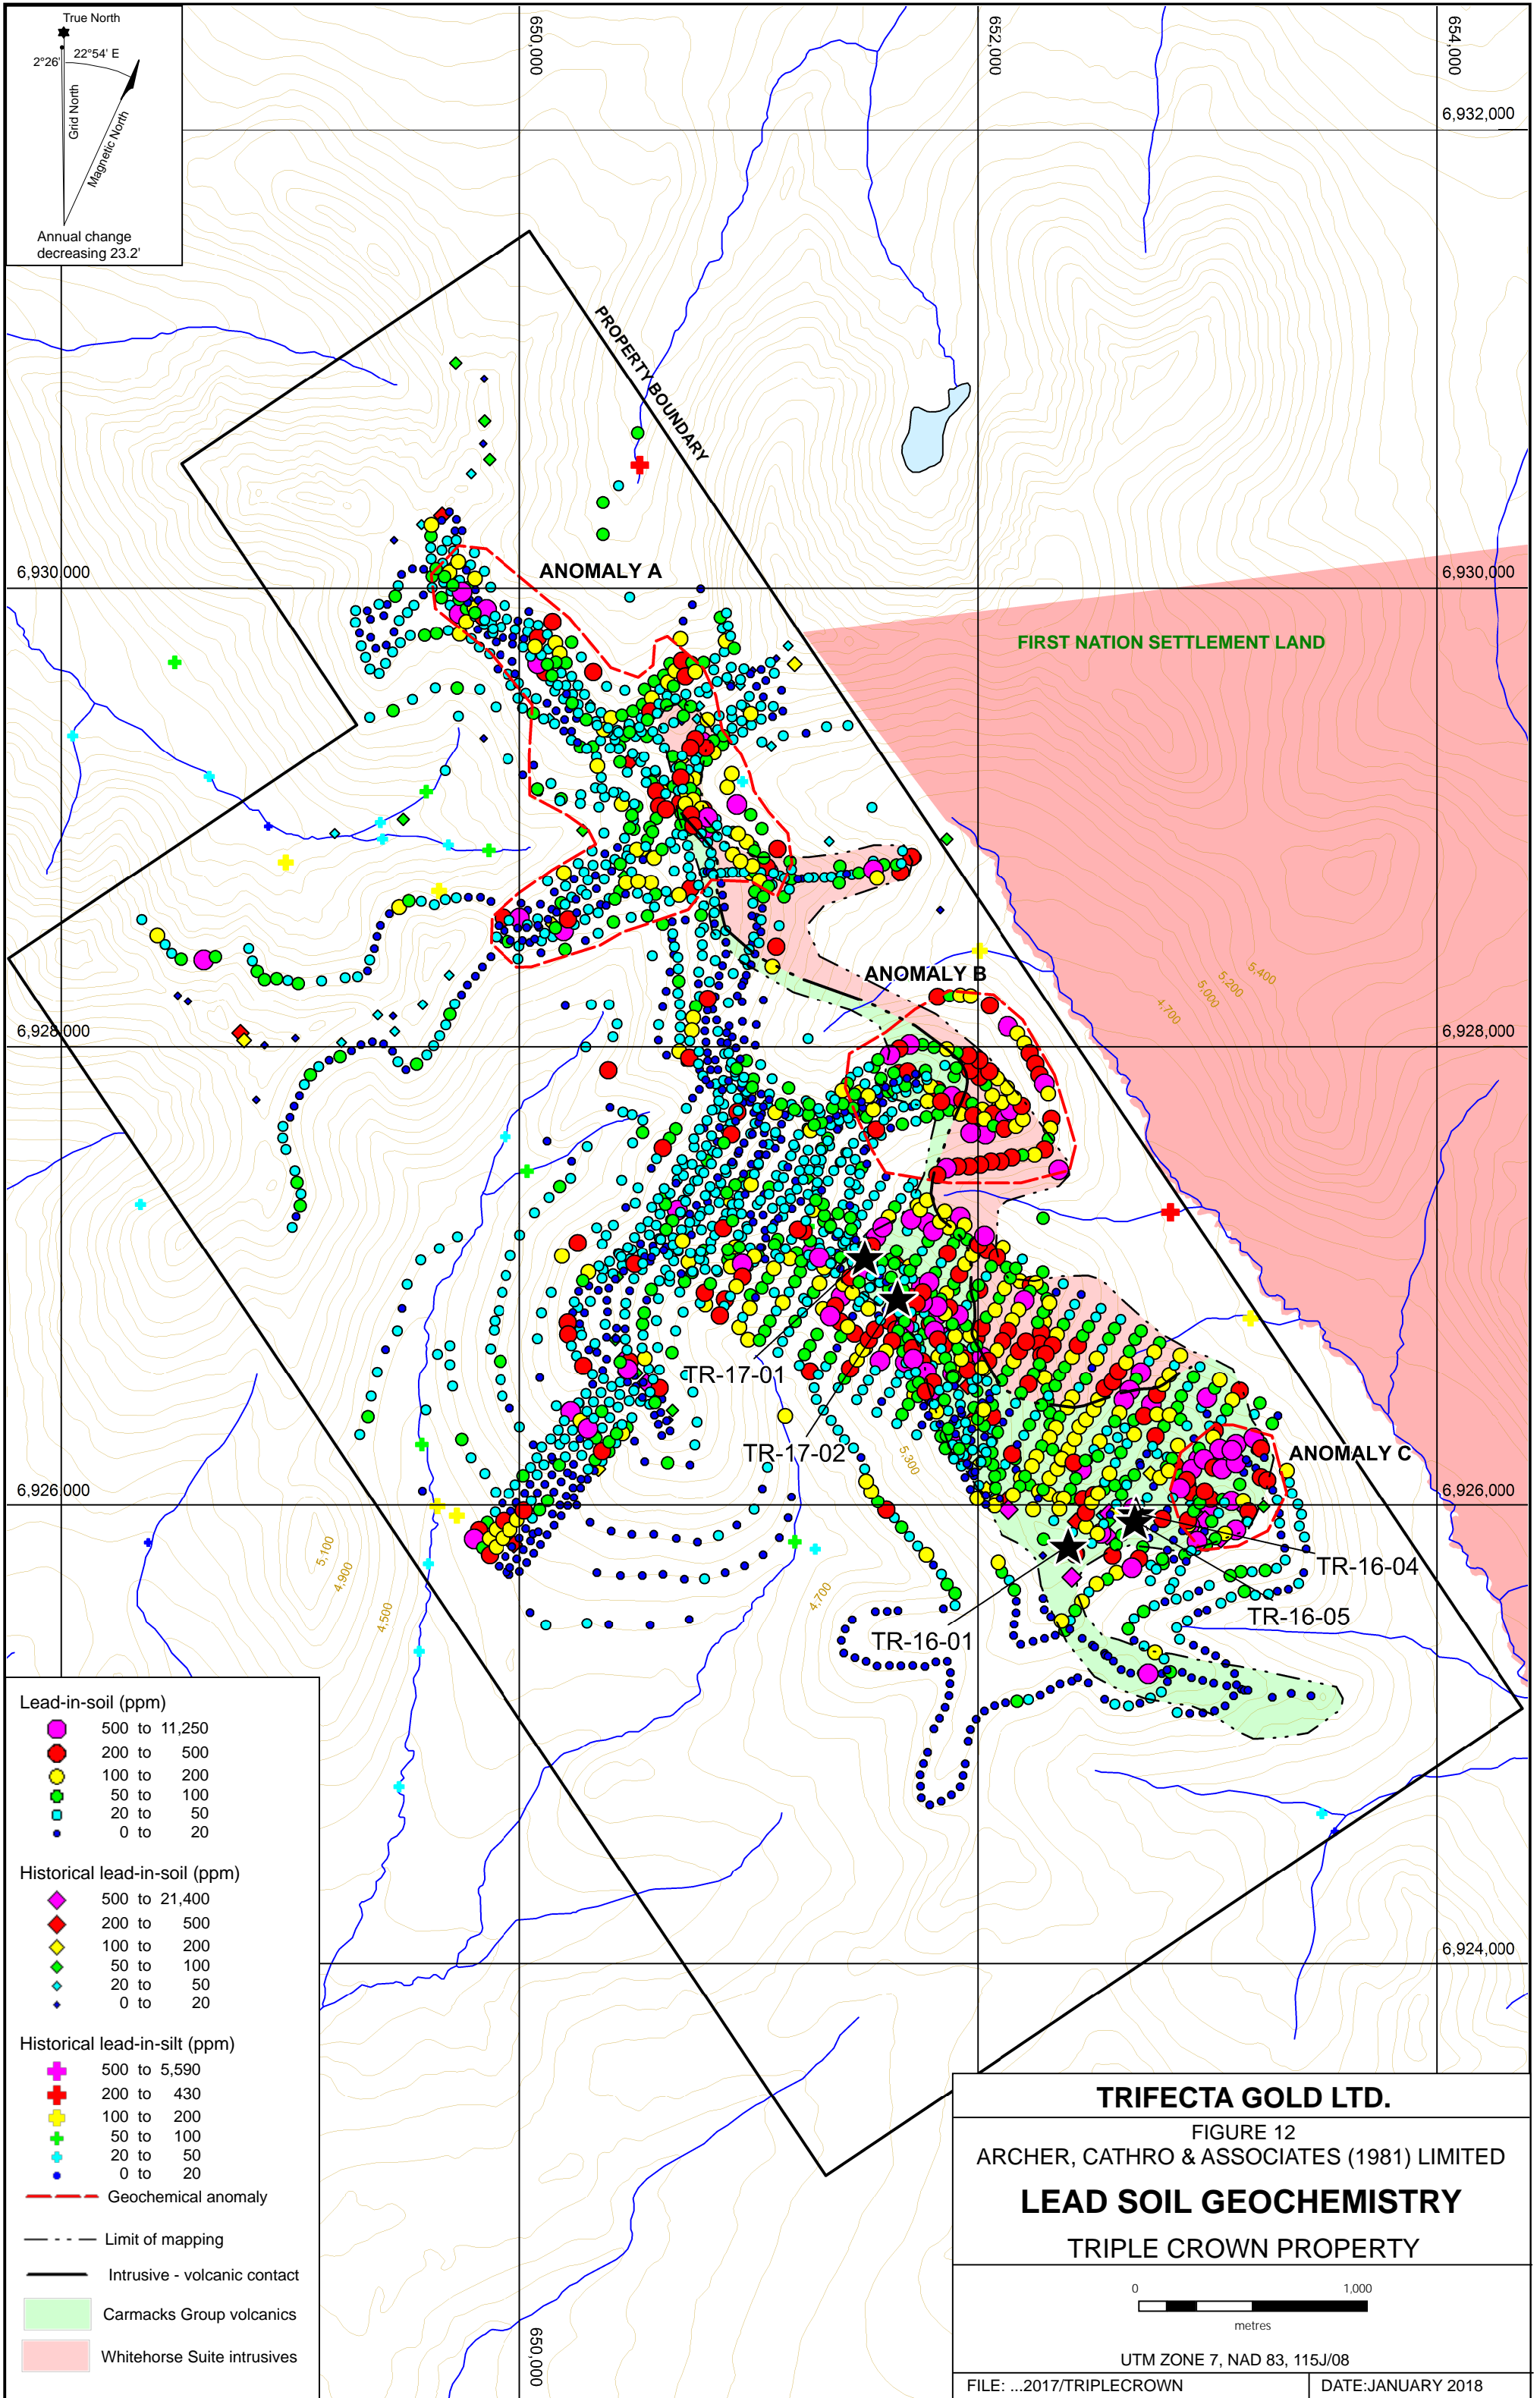 True North
2°26'
22°54' E
Grid North
Magnetic North
Annual change
decreasing 23.2'
650,000
652,000
654,000
6,932,000
PROPERTY BOUNDARY
ANOMALY A
6,930,000
6,930,000
FIRST NATION SETTLEMENT LAND
ANOMALY B
5,400
5,200
5,000
4,700
6,928,000
6,928,000
TR-17-01
TR-17-02
5,300
ANOMALY C
6,926,000
6,926,000
5,100
4,900
4,500
4,700
TR-16-04
TR-16-05
TR-16-01
6,924,000
Lead-in-soil (ppm)
500 to 11,250
200 to 500
100 to 200
50 to 100
20 to 50
0 to 20
Historical lead-in-soil (ppm)
500 to 21,400
200 to 500
100 to 200
50 to 100
20 to 50
0 to 20
Historical lead-in-silt (ppm)
500 to 5,590
200 to 430
100 to 200
50 to 100
20 to 50
0 to 20
Geochemical anomaly
Limit of mapping
Intrusive - volcanic contact
Carmacks Group volcanics
Whitehorse Suite intrusives
650,000
TRIFECTA GOLD LTD.
FIGURE 12
ARCHER, CATHRO & ASSOCIATES (1981) LIMITED
LEAD SOIL GEOCHEMISTRY
TRIPLE CROWN PROPERTY
0 1,000
metres
UTM ZONE 7, NAD 83, 115J/08
FILE: ...2017/TRIPLECROWN
DATE:JANUARY 2018